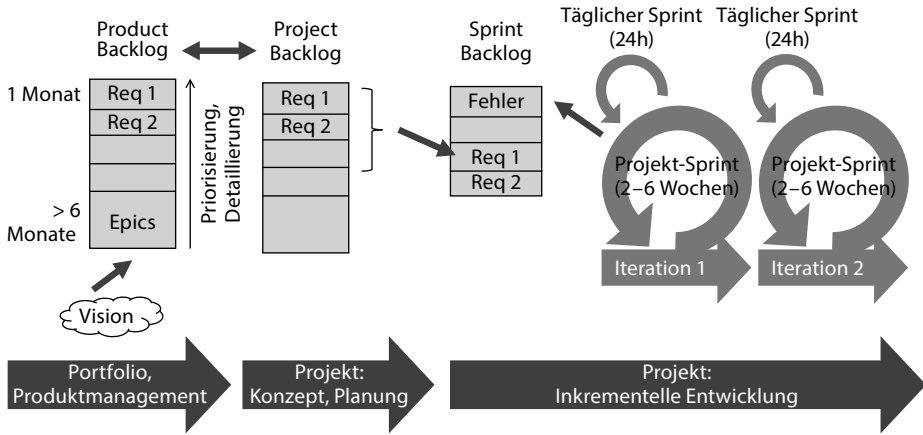 Product
Backlog
Project
Backlog
Sprint
Backlog
Täglicher Sprint
(24h)
Täglicher Sprint
(24h)
1 Monat
Req 1
Req 2
> 6
Monate
Epics
Priorisierung,
Detaillierung
Req 1
Req 2
Fehler
Req 1
Req 2
Projekt-Sprint
(2–6 Wochen)
Projekt-Sprint
(2–6 Wochen)
Iteration 1
Iteration 2
Vision
Portfolio,
Produktmanagement
Projekt:
Konzept, Planung
Projekt:
Inkrementelle Entwicklung